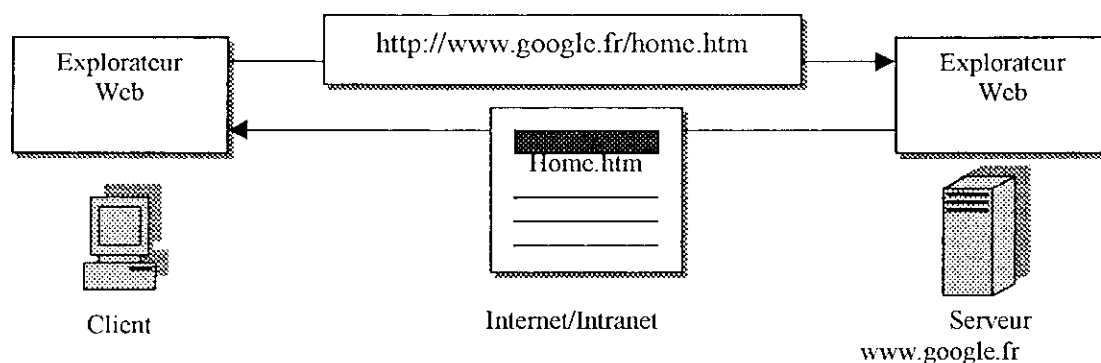 http://www.google.fr/home.htm
Explorateur
Web
Explorateur
Web
Home.htm
Client
Internet/Intranet
Serveur
www.google.fr